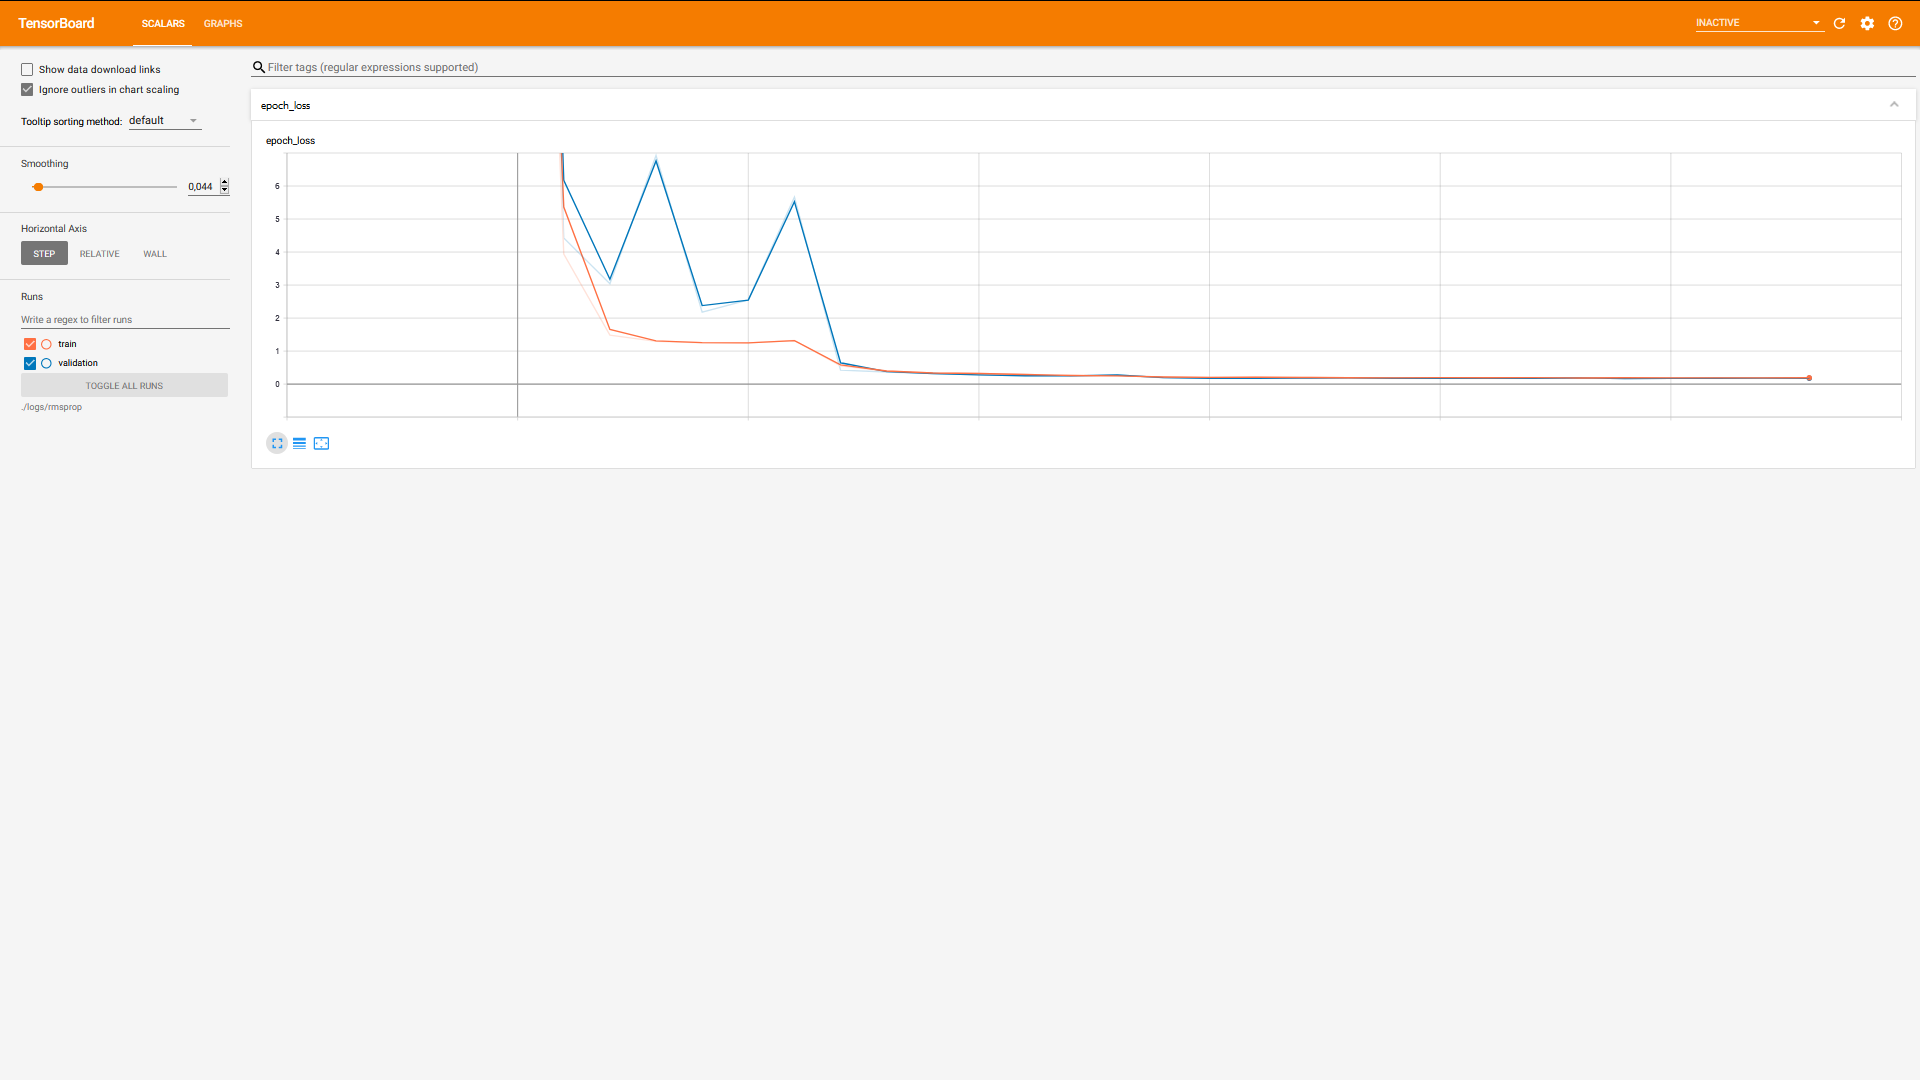 TensorBoard
SCALARS
GRAPHS
INACTIVE
Show data download links
Ignore outliers in chart scaling
Tooltip sorting method: default
Smoothing
0,044
Horizontal Axis
STEP
RELATIVE
WALL
Runs
Write a regex to filter runs
train
validation
TOGGLE ALL RUNS
./logs/rmsprop
Filter tags (regular expressions supported)
epoch_loss
epoch_loss
6
5
4
3
2
1
0